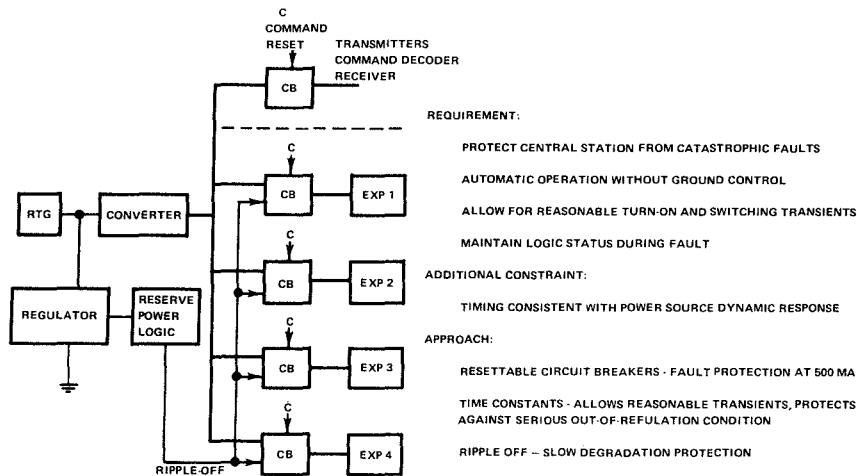 C
COMMAND
RESET
TRANSMITTERS
COMMAND DECODER
RECEIVER
CB
REQUIREMENT:
PROTECT CENTRAL STATION FROM CATASTROPHIC FAULTS
AUTOMATIC OPERATION WITHOUT GROUND CONTROL
ALLOW FOR REASONABLE TURN-ON AND SWITCHING TRANSIENTS
MAINTAIN LOGIC STATUS DURING FAULT
ADDITIONAL CONSTRAINT:
TIMING CONSISTENT WITH POWER SOURCE DYNAMIC RESPONSE
APPROACH:
RESETTABLE CIRCUIT BREAKERS - FAULT PROTECTION AT 500 MA
TIME CONSTANTS - ALLOWS REASONABLE TRANSIENTS, PROTECTS
AGAINST SERIOUS OUT-OF-REFULATION CONDITION
RIPPLE OFF – SLOW DEGRADATION PROTECTION
C
CB
EXP 1
RTG
CONVERTER
C
CB
EXP 2
REGULATOR
RESERVE
POWER
LOGIC
C
CB
EXP 3
C
CB
EXP 4
RIPPLE-OFF